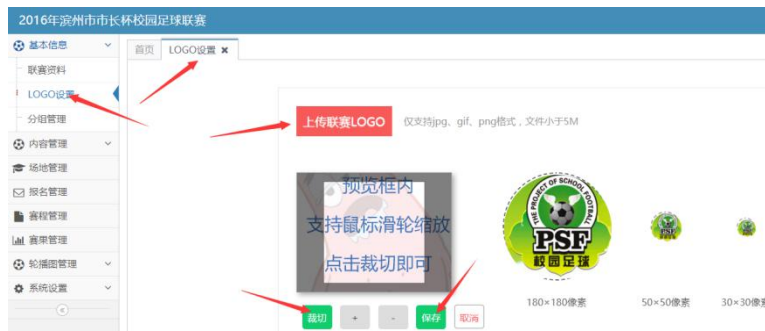 2016年滨州市市长杯校园足球联赛
基本信息
联赛资料
LOGO设置
分组管理
内容管理
场地管理
报名管理
赛程管理
赛果管理
轮播图管理
系统设置
首页 LOGO设置 ×
上传联赛LOGO 仅支持jpg、gif、png格式，文件小于5M
预览框内
支持鼠标滑轮缩放
点击裁切即可
THE PROJECT OF SCHOOL FOOTBALL
PSF
校园足球
180×180像素 50×50像素 30×30像素
裁切 + - 保存 取消